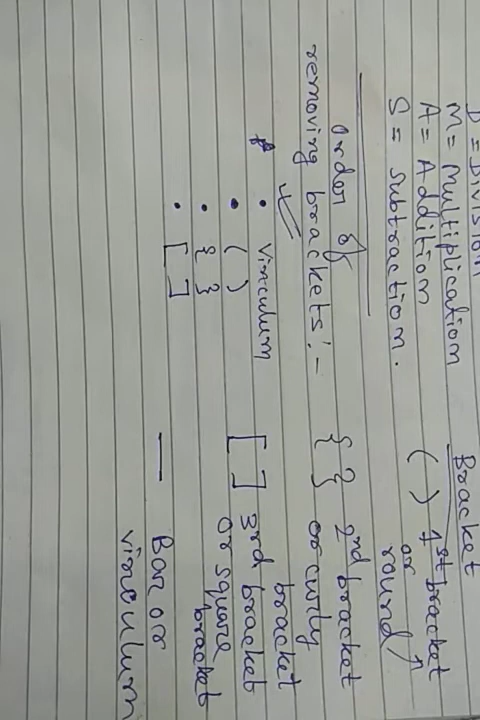 D = Division
M = Multiplication
A = Addition
S = Subtraction.
Order of
removing brackets:-
• Vinculum
• ( )
• { }
• [ ]
Bracket
( ) 1st bracket
or
round
{ } 2nd bracket
or curly
bracket
[ ] 3rd bracket
or square
bracket
— Bar or
vinculum